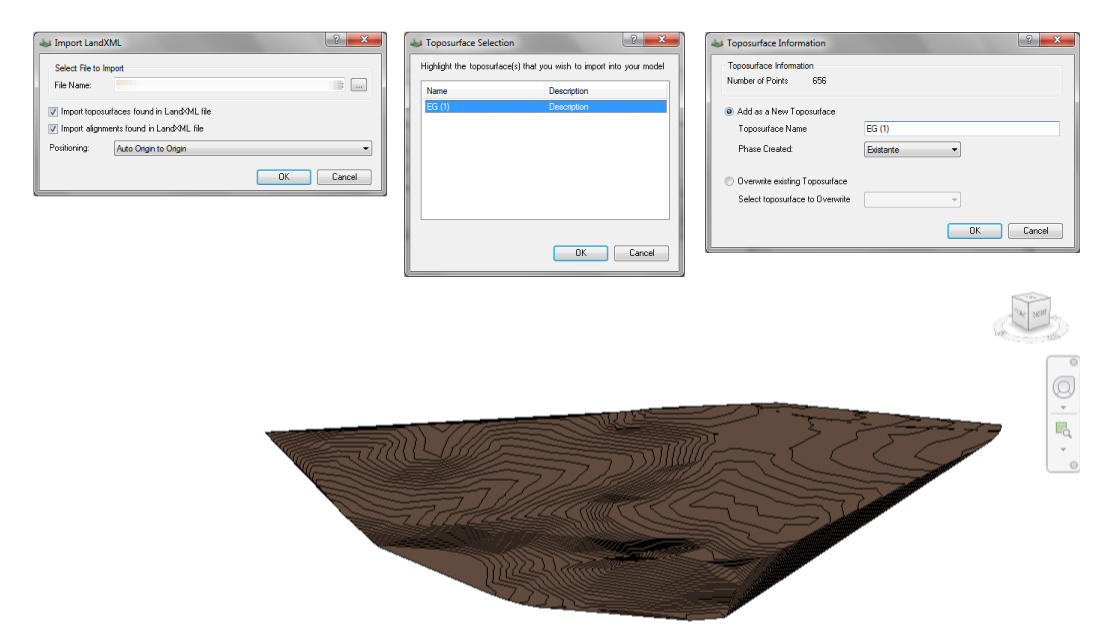 Import LandXML
Select File to Import
File Name:
...
Import toposurfaces found in LandXML file
Import alignments found in LandXML file
Positioning: Auto Origin to Origin
OK Cancel
Toposurface Selection
Highlight the toposurface(s) that you wish to import into your model
Name Description
EG (1) Description
OK Cancel
Toposurface Information
Toposurface Information
Number of Points 656
Add as a New Toposurface
Toposurface Name EG (1)
Phase Created: Existante
Overwrite existing Toposurface
Select toposurface to Overwrite
OK Cancel